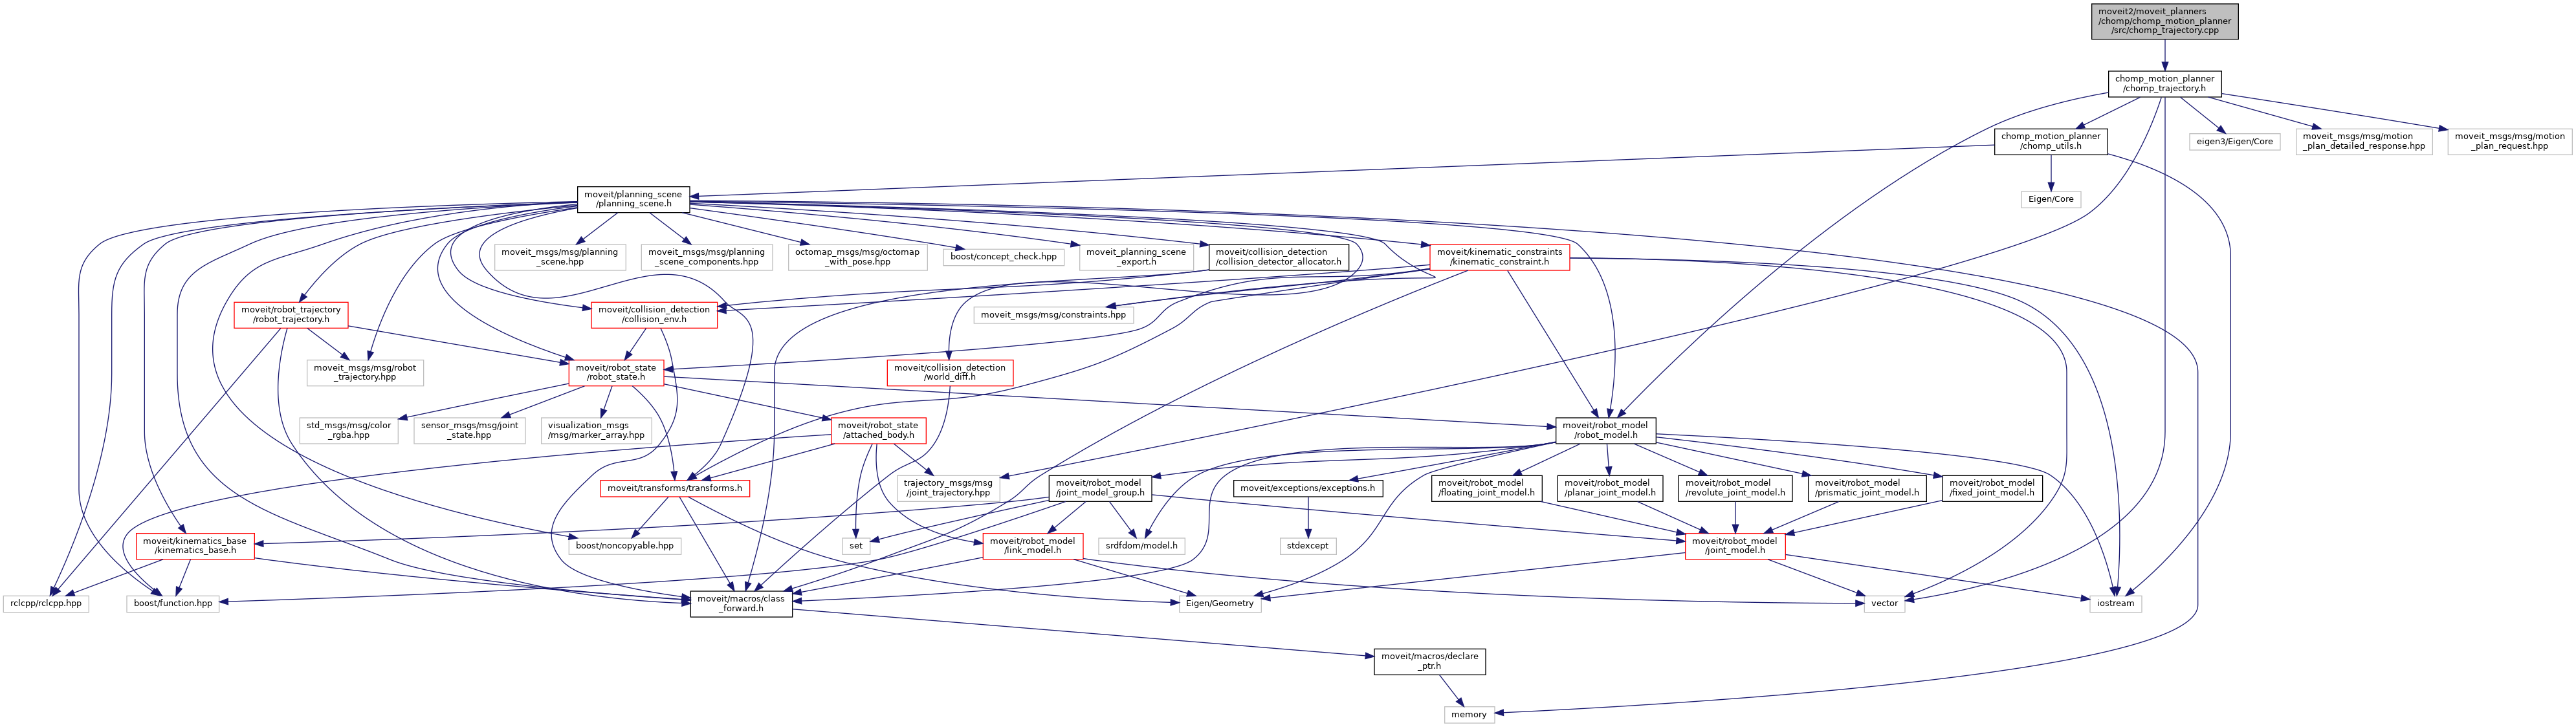 moveit2/moveit_planners
/chomp/chomp_motion_planner
/src/chomp_trajectory.cpp
chomp_motion_planner
/chomp_trajectory.h
chomp_motion_planner
/chomp_utils.h
eigen3/Eigen/Core
moveit_msgs/msg/motion
_plan_detailed_response.hpp
moveit_msgs/msg/motion
_plan_request.hpp
moveit/planning_scene
/planning_scene.h
Eigen/Core
moveit_msgs/msg/planning
_scene.hpp
moveit_msgs/msg/planning
_scene_components.hpp
octomap_msgs/msg/octomap
_with_pose.hpp
boost/concept_check.hpp
moveit_planning_scene
_export.h
moveit/collision_detection
/collision_detector_allocator.h
moveit/kinematic_constraints
/kinematic_constraint.h
moveit/robot_trajectory
/robot_trajectory.h
moveit/collision_detection
/collision_env.h
moveit_msgs/msg/constraints.hpp
moveit_msgs/msg/robot
_trajectory.hpp
moveit/robot_state
/robot_state.h
moveit/collision_detection
/world_diff.h
std_msgs/msg/color
_rgba.hpp
sensor_msgs/msg/joint
_state.hpp
visualization_msgs
/msg/marker_array.hpp
moveit/robot_state
/attached_body.h
moveit/robot_model
/robot_model.h
moveit/transforms/transforms.h
trajectory_msgs/msg
/joint_trajectory.hpp
moveit/robot_model
/joint_model_group.h
moveit/exceptions/exceptions.h
moveit/robot_model
/floating_joint_model.h
moveit/robot_model
/planar_joint_model.h
moveit/robot_model
/revolute_joint_model.h
moveit/robot_model
/prismatic_joint_model.h
moveit/robot_model
/fixed_joint_model.h
moveit/kinematics_base
/kinematics_base.h
boost/noncopyable.hpp
set
moveit/robot_model
/link_model.h
srdfdom/model.h
stdexcept
moveit/robot_model
/joint_model.h
rclcpp/rclcpp.hpp
boost/function.hpp
moveit/macros/class
_forward.h
Eigen/Geometry
vector
iostream
moveit/macros/declare
_ptr.h
memory